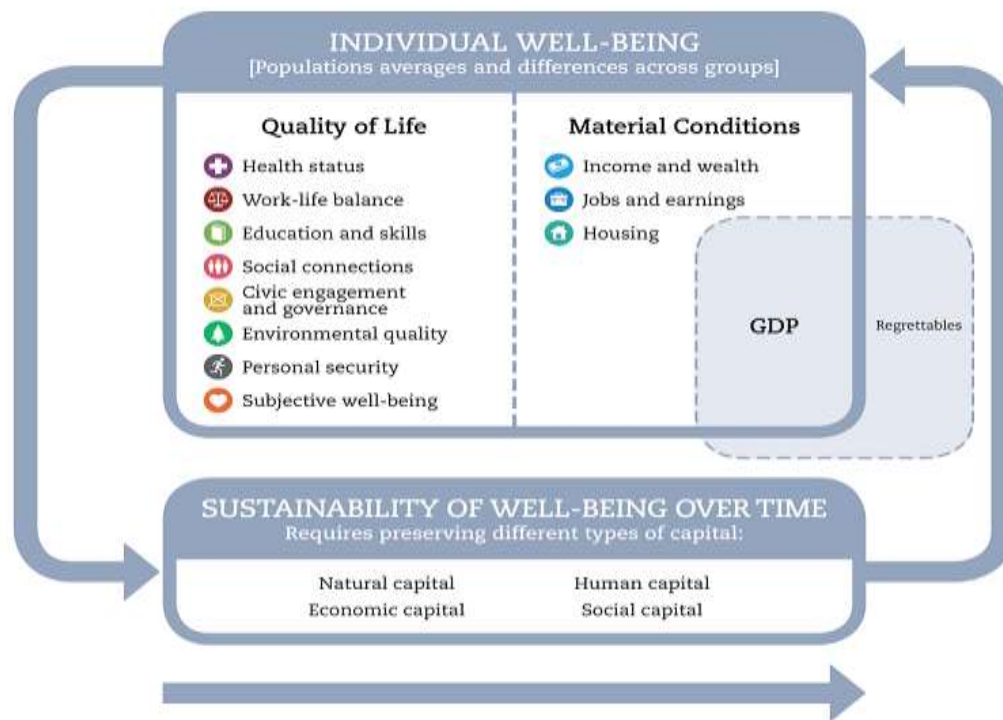 INDIVIDUAL WELL-BEING
[Populations averages and differences across groups]
Quality of Life
Health status
Work-life balance
Education and skills
Social connections
Civic engagement
and governance
Environmental quality
Personal security
Subjective well-being
Material Conditions
Income and wealth
Jobs and earnings
Housing
GDP
Regrettables
SUSTAINABILITY OF WELL-BEING OVER TIME
Requires preserving different types of capital:
Natural capital
Human capital
Economic capital
Social capital